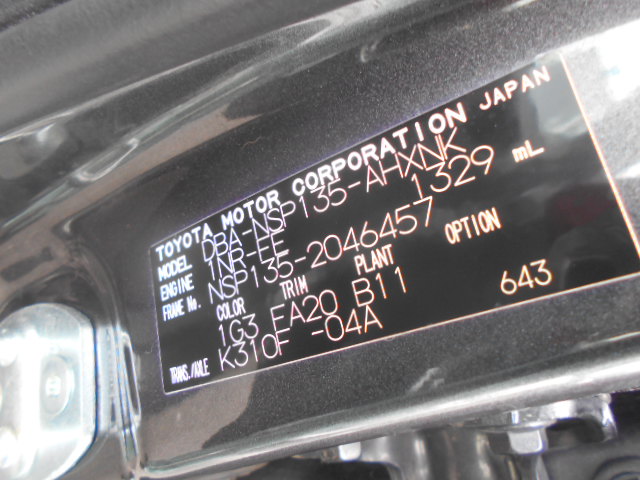 TOYOTA MOTOR CORPORATION JAPAN
MODEL DBA-NSP135-AHXNK
ENGINE 1NR-FE 1329 mL
FRAME No. NSP135-2046457
COLOR TRIM PLANT OPTION
1G3 FA20 B11 643
TRANS./AXLE K310F -04A